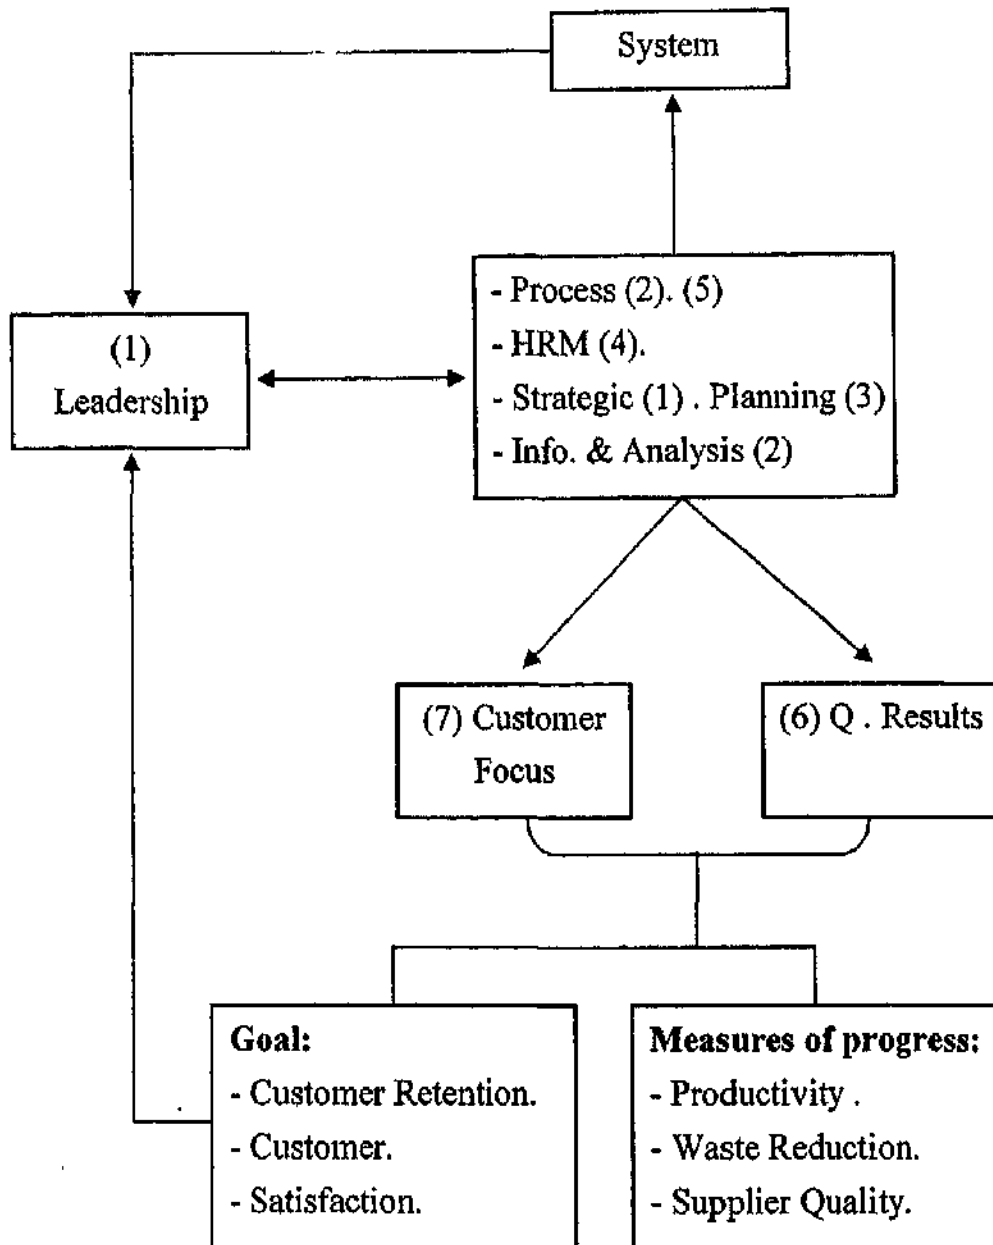 System
- Process (2). (5)
- HRM (4).
- Strategic (1) . Planning (3)
- Info. & Analysis (2)
(1)
Leadership
(7) Customer
Focus
(6) Q . Results
Goal:
- Customer Retention.
- Customer.
- Satisfaction.
Measures of progress:
- Productivity .
- Waste Reduction.
- Supplier Quality.